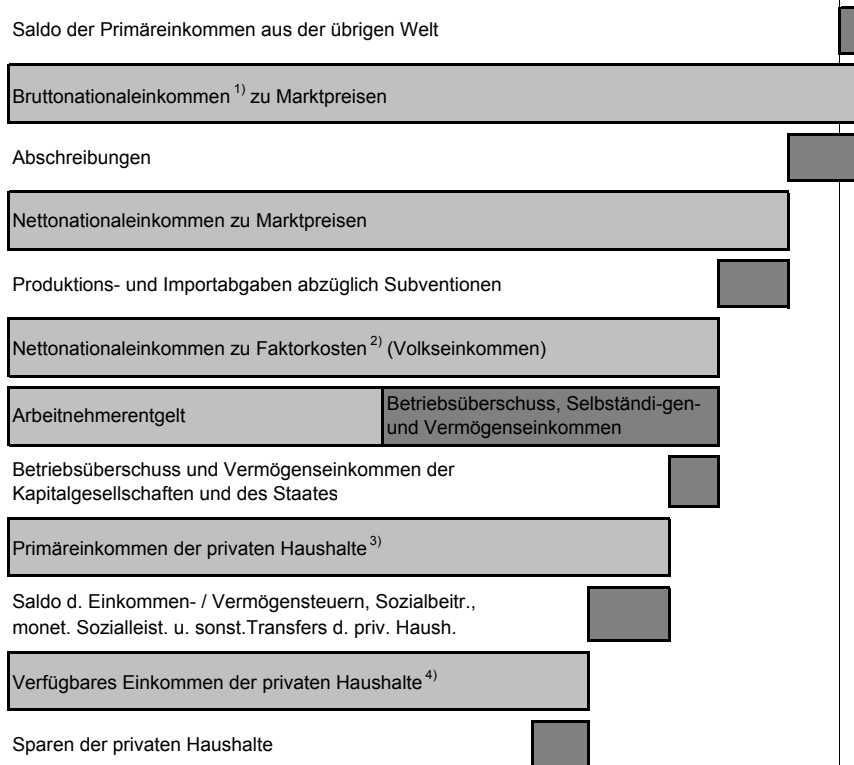 Saldo der Primäreinkommen aus der übrigen Welt
Bruttonationaleinkommen 1) zu Marktpreisen
Abschreibungen
Nettonationaleinkommen zu Marktpreisen
Produktions- und Importabgaben abzüglich Subventionen
Nettonationaleinkommen zu Faktorkosten 2) (Volkseinkommen)
Arbeitnehmerentgelt
Betriebsüberschuss, Selbständi-gen-
und Vermögenseinkommen
Betriebsüberschuss und Vermögenseinkommen der
Kapitalgesellschaften und des Staates
Primäreinkommen der privaten Haushalte 3)
Saldo d. Einkommen- / Vermögensteuern, Sozialbeitr.,
monet. Sozialleist. u. sonst.Transfers d. priv. Haush.
Verfügbares Einkommen der privaten Haushalte 4)
Sparen der privaten Haushalte